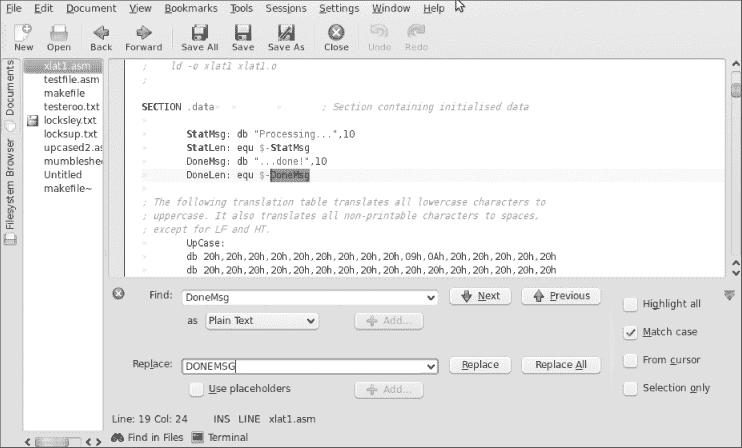 File Edit Document View Bookmarks Tools Sessions Settings Window Help
New Open Back Forward Save All Save Save As Close Undo Redo
Documents
Filesystem Browser
xlat1.asm
testfile.asm
makefile
testeroo.txt
locksley.txt
locksup.txt
upcased2.as
mumbleshe
Untitled
makefile~
; ld -o xlat1 xlat1.o
;
SECTION .data ; Section containing initialised data
StatMsg: db "Processing...",10
StatLen: equ $-StatMsg
DoneMsg: db "...done!",10
DoneLen: equ $-DoneMsg
; The following translation table translates all lowercase characters to
; uppercase. It also translates all non-printable characters to spaces,
; except for LF and HT.
UpCase:
db 20h,20h,20h,20h,20h,20h,20h,20h,20h,09h,0Ah,20h,20h,20h,20h,20h
db 20h,20h,20h,20h,20h,20h,20h,20h,20h,20h,20h,20h,20h,20h,20h,20h
Find: DoneMsg Next Previous
as Plain Text Add...
Replace: DONEMSG Replace Replace All
Use placeholders Add...
Highlight all
Match case
From cursor
Selection only
Line: 19 Col: 24 INS LINE xlat1.asm
Find in Files Terminal